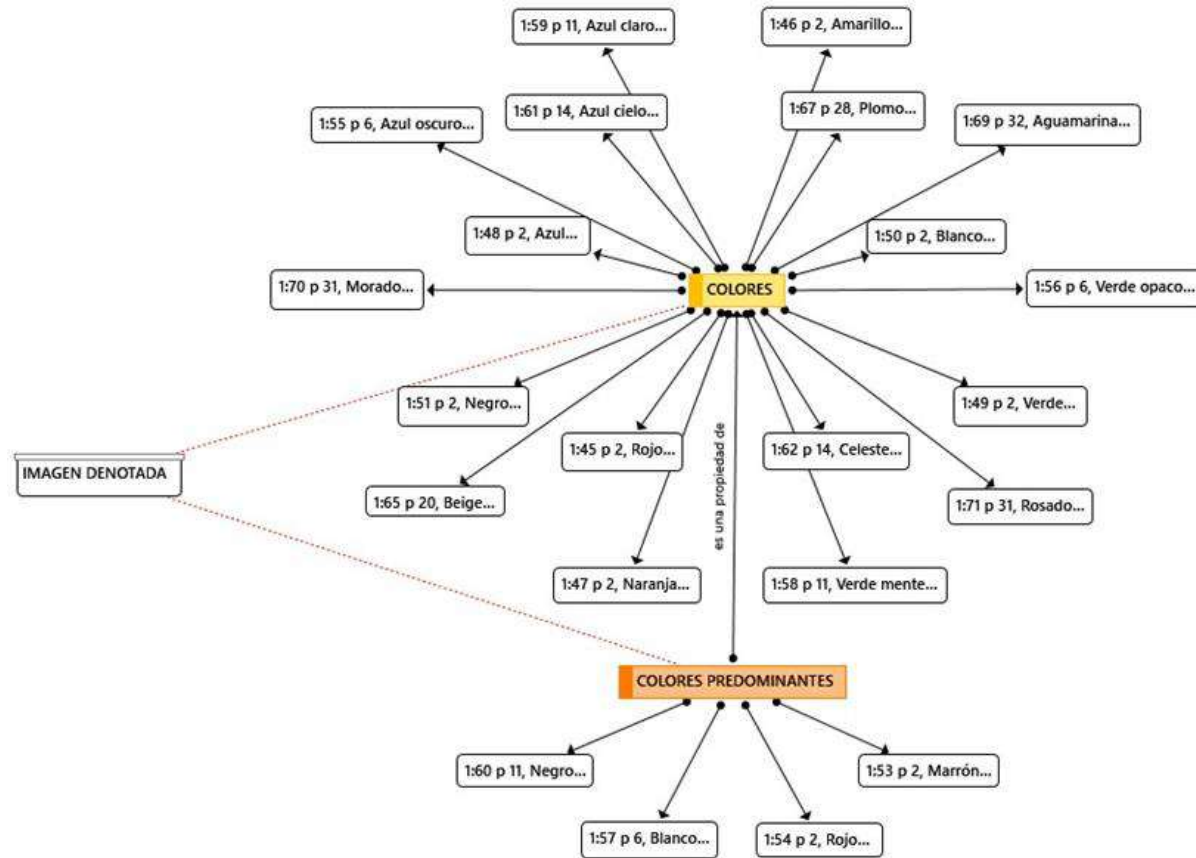 1:59 p 11, Azul claro...
1:46 p 2, Amarillo...
1:55 p 6, Azul oscuro...
1:61 p 14, Azul cielo...
1:67 p 28, Plomo...
1:69 p 32, Aguamarina...
1:48 p 2, Azul...
1:50 p 2, Blanco...
1:70 p 31, Morado...
COLORES
1:56 p 6, Verde opaco...
1:51 p 2, Negro...
1:49 p 2, Verde...
1:45 p 2, Rojo...
1:62 p 14, Celeste...
IMAGEN DENOTADA
1:65 p 20, Beige...
es una propiedad de
1:71 p 31, Rosado...
1:47 p 2, Naranja...
1:58 p 11, Verde mente...
COLORES PREDOMINANTES
1:60 p 11, Negro...
1:53 p 2, Marrón...
1:57 p 6, Blanco...
1:54 p 2, Rojo...